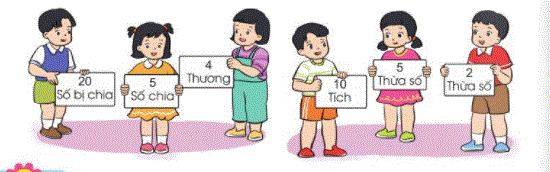 20
Số bị chia
5
Số chia
4
Thương
10
Tích
5
Thừa số
2
Thừa số